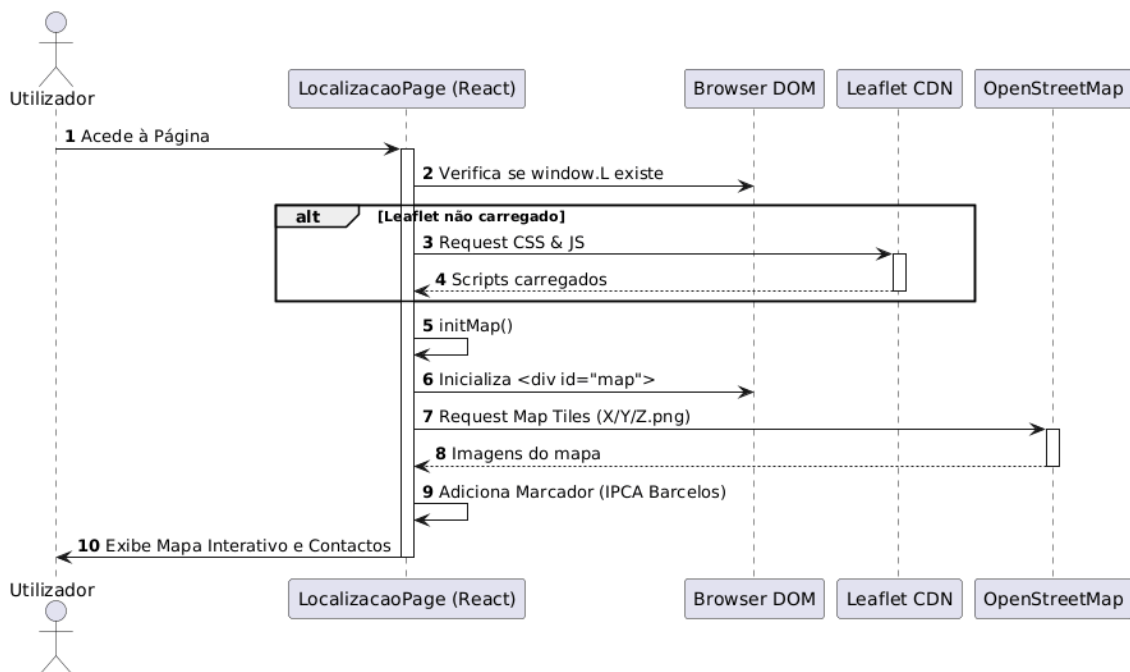 Utilizador
LocalizacaoPage (React)
Browser DOM
Leaflet CDN
OpenStreetMap
1 Acede à Página
2 Verifica se window.L existe
alt [Leaflet não carregado]
3 Request CSS & JS
4 Scripts carregados
5 initMap()
6 Inicializa <div id="map">
7 Request Map Tiles (X/Y/Z.png)
8 Imagens do mapa
9 Adiciona Marcador (IPCA Barcelos)
10 Exibe Mapa Interativo e Contactos
Utilizador
LocalizacaoPage (React)
Browser DOM
Leaflet CDN
OpenStreetMap